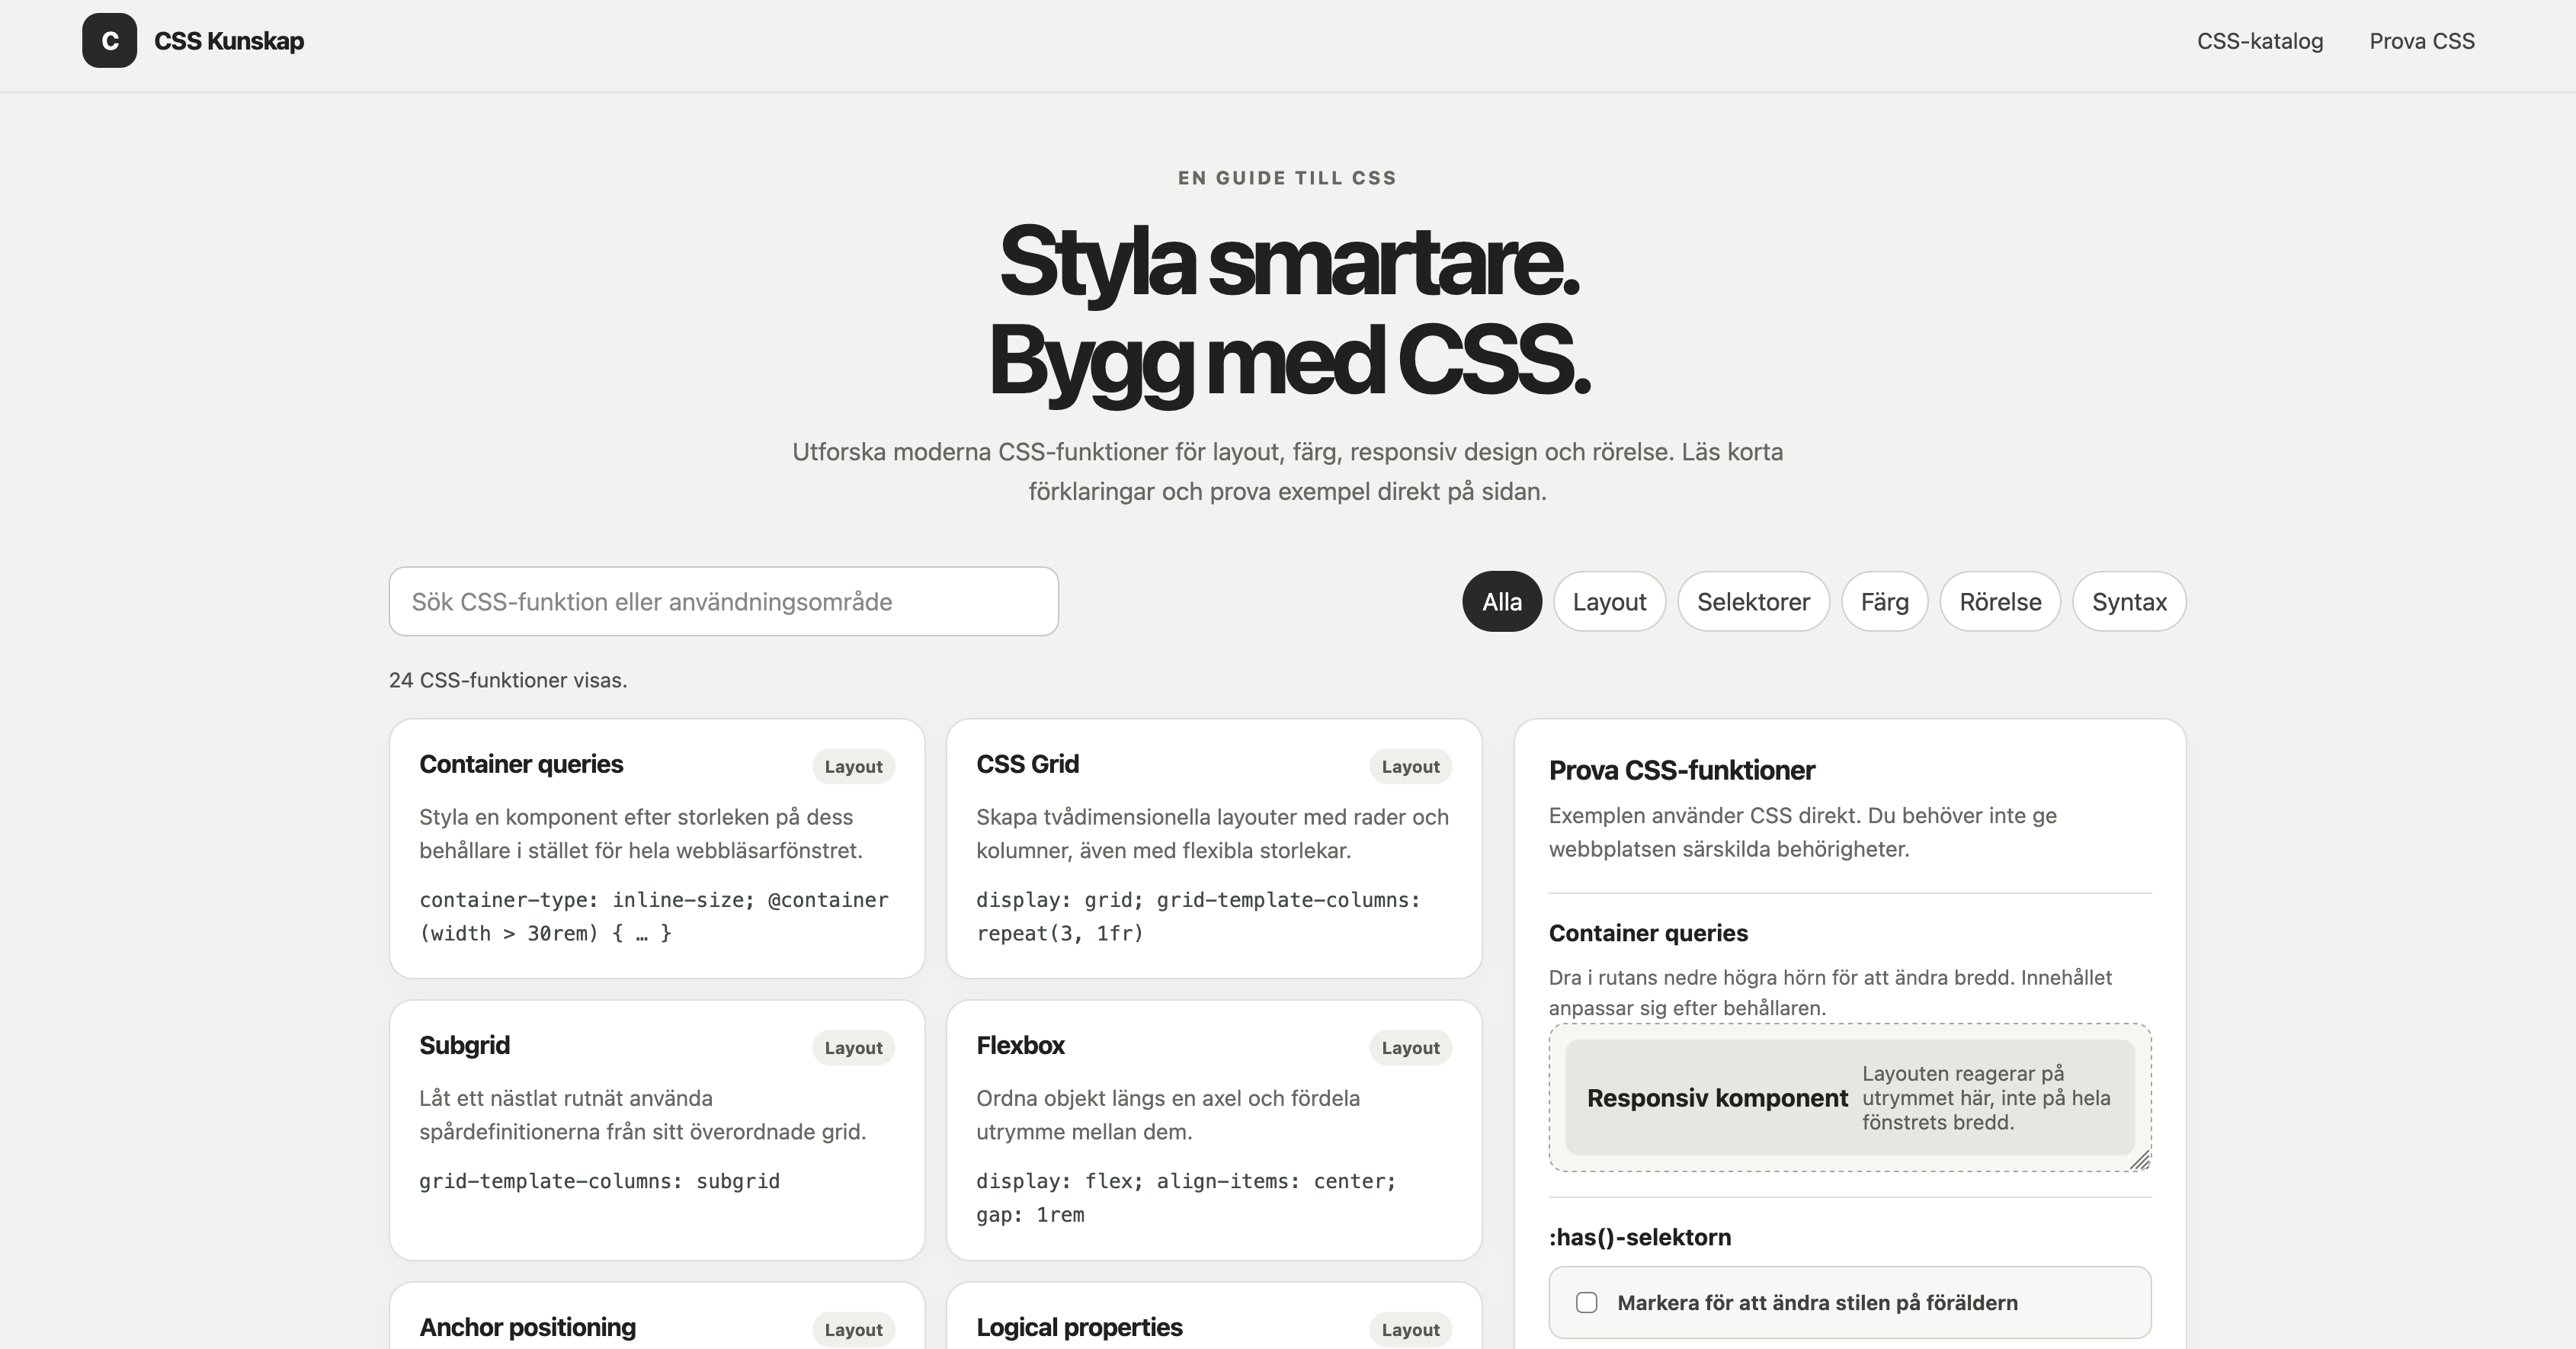 C
CSS Kunskap
CSS-katalog
Prova CSS
EN GUIDE TILL CSS
Styla smartare.
Bygg med CSS.
Utforska moderna CSS-funktioner för layout, färg, responsiv design och rörelse. Läs korta
förklaringar och prova exempel direkt på sidan.
Sök CSS-funktion eller användningsområde
Alla
Layout
Selektorer
Färg
Rörelse
Syntax
24 CSS-funktioner visas.
Container queries
Layout
Styla en komponent efter storleken på dess
behållare i stället för hela webbläsarfönstret.
container-type: inline-size; @container
(width > 30rem) { … }
CSS Grid
Layout
Skapa tvådimensionella layouter med rader och
kolumner, även med flexibla storlekar.
display: grid; grid-template-columns:
repeat(3, 1fr)
Subgrid
Layout
Låt ett nästlat rutnät använda
spårdefinitionerna från sitt överordnade grid.
grid-template-columns: subgrid
Flexbox
Layout
Ordna objekt längs en axel och fördela
utrymme mellan dem.
display: flex; align-items: center;
gap: 1rem
Anchor positioning
Layout
Logical properties
Layout
Prova CSS-funktioner
Exemplen använder CSS direkt. Du behöver inte ge
webbplatsen särskilda behörigheter.
Container queries
Dra i rutans nedre högra hörn för att ändra bredd. Innehållet
anpassar sig efter behållaren.
Responsiv komponent
Layouten reagerar på
utrymmet här, inte på hela
fönstrets bredd.
:has()-selektorn
Markera för att ändra stilen på föräldern